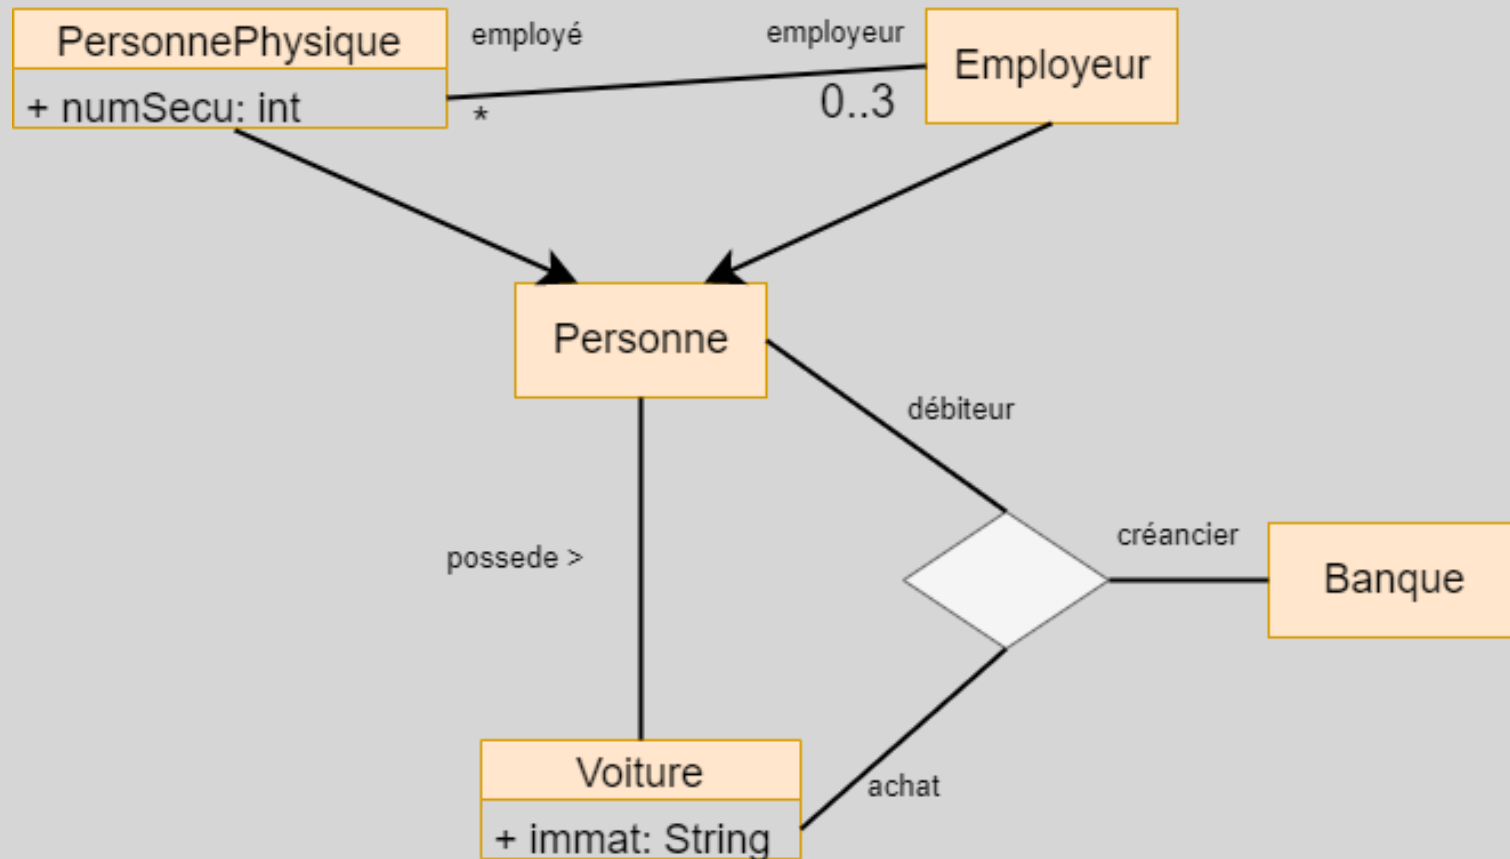 PersonnePhysique
+ numSecu: int
employé
employeur
*
0..3
Employeur
Personne
débiteur
possede >
créancier
Banque
Voiture
+ immat: String
achat